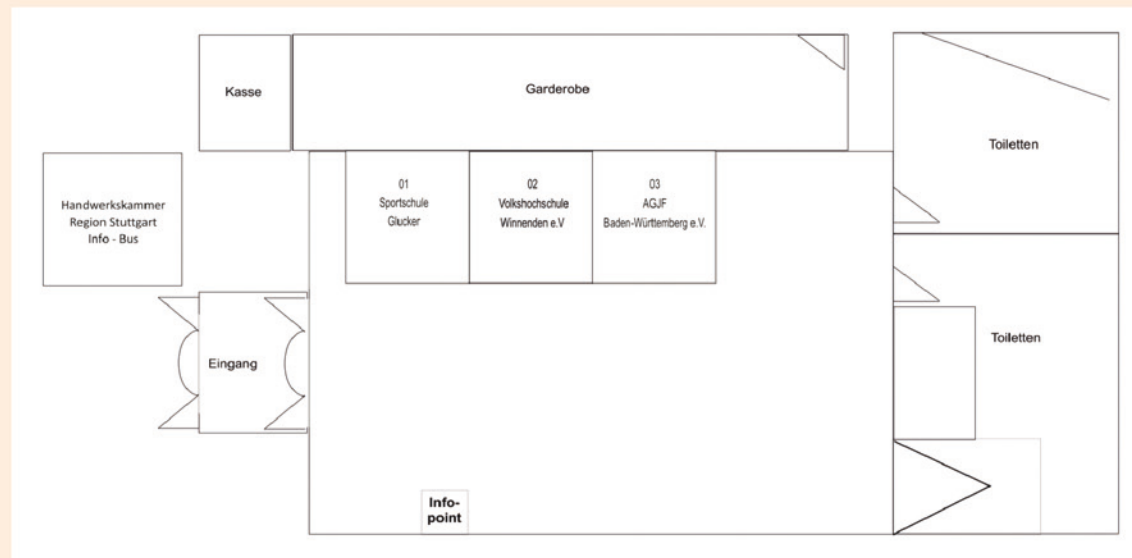 Kasse
Garderobe
Toiletten
Handwerkskammer
Region Stuttgart
Info - Bus
01
Sportschule
Glucker
02
Volkshochschule
Winnenden e.V
03
AGJF
Baden-Württemberg e.V.
Eingang
Toiletten
Info-
point